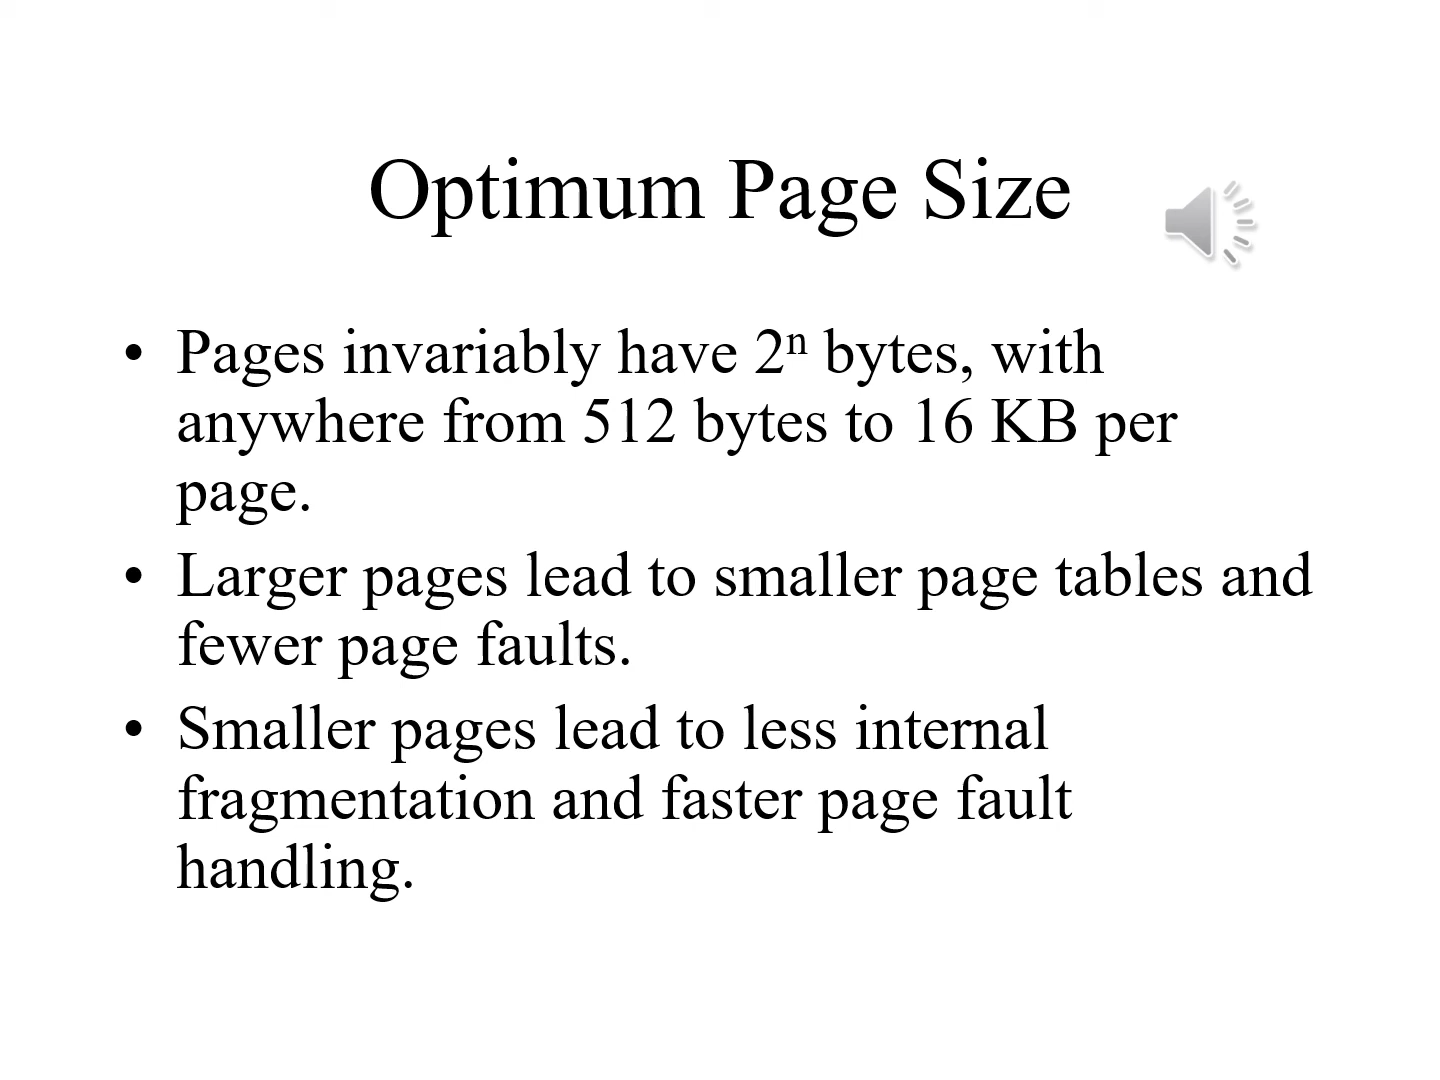 Optimum Page Size
• Pages invariably have 2ⁿ bytes, with
anywhere from 512 bytes to 16 KB per
page.
• Larger pages lead to smaller page tables and
fewer page faults.
• Smaller pages lead to less internal
fragmentation and faster page fault
handling.